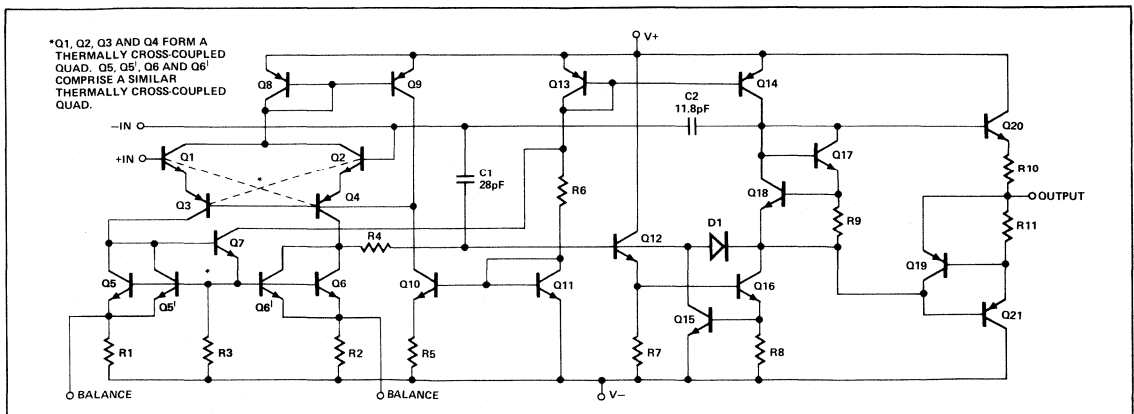 *Q1, Q2, Q3 AND Q4 FORM A
THERMALLY CROSS-COUPLED
QUAD. Q5, Q5', Q6 AND Q6'
COMPRISE A SIMILAR
THERMALLY CROSS-COUPLED
QUAD.
V+
Q8
Q9
Q13
Q14
C2
11.8pF
−IN
Q20
+IN
Q1
Q2
Q17
*
C1
28pF
R10
Q3
Q4
R6
Q18
OUTPUT
R9
R11
Q7
R4
Q12
D1
Q19
*
Q5
Q5'
Q6'
Q6
Q10
Q11
Q16
Q15
Q21
R1
R3
R2
R5
R7
R8
BALANCE
BALANCE
V−